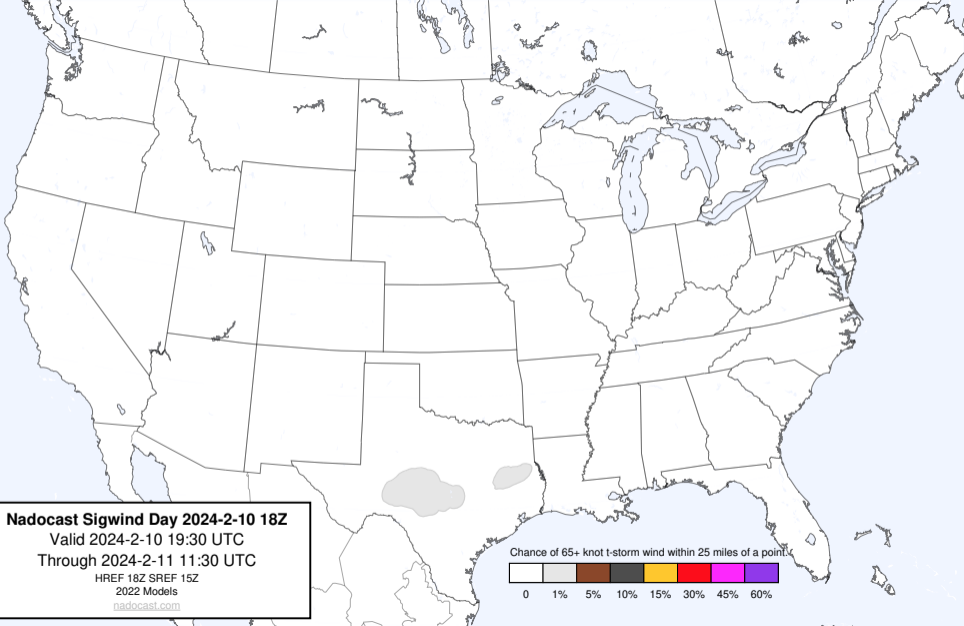 Nadocast Sigwind Day 2024-2-10 18Z
Valid 2024-2-10 19:30 UTC
Through 2024-2-11 11:30 UTC
HREF 18Z SREF 15Z
2022 Models
nadocast.com
Chance of 65+ knot t-storm wind within 25 miles of a point.
0 1% 5% 10% 15% 30% 45% 60%